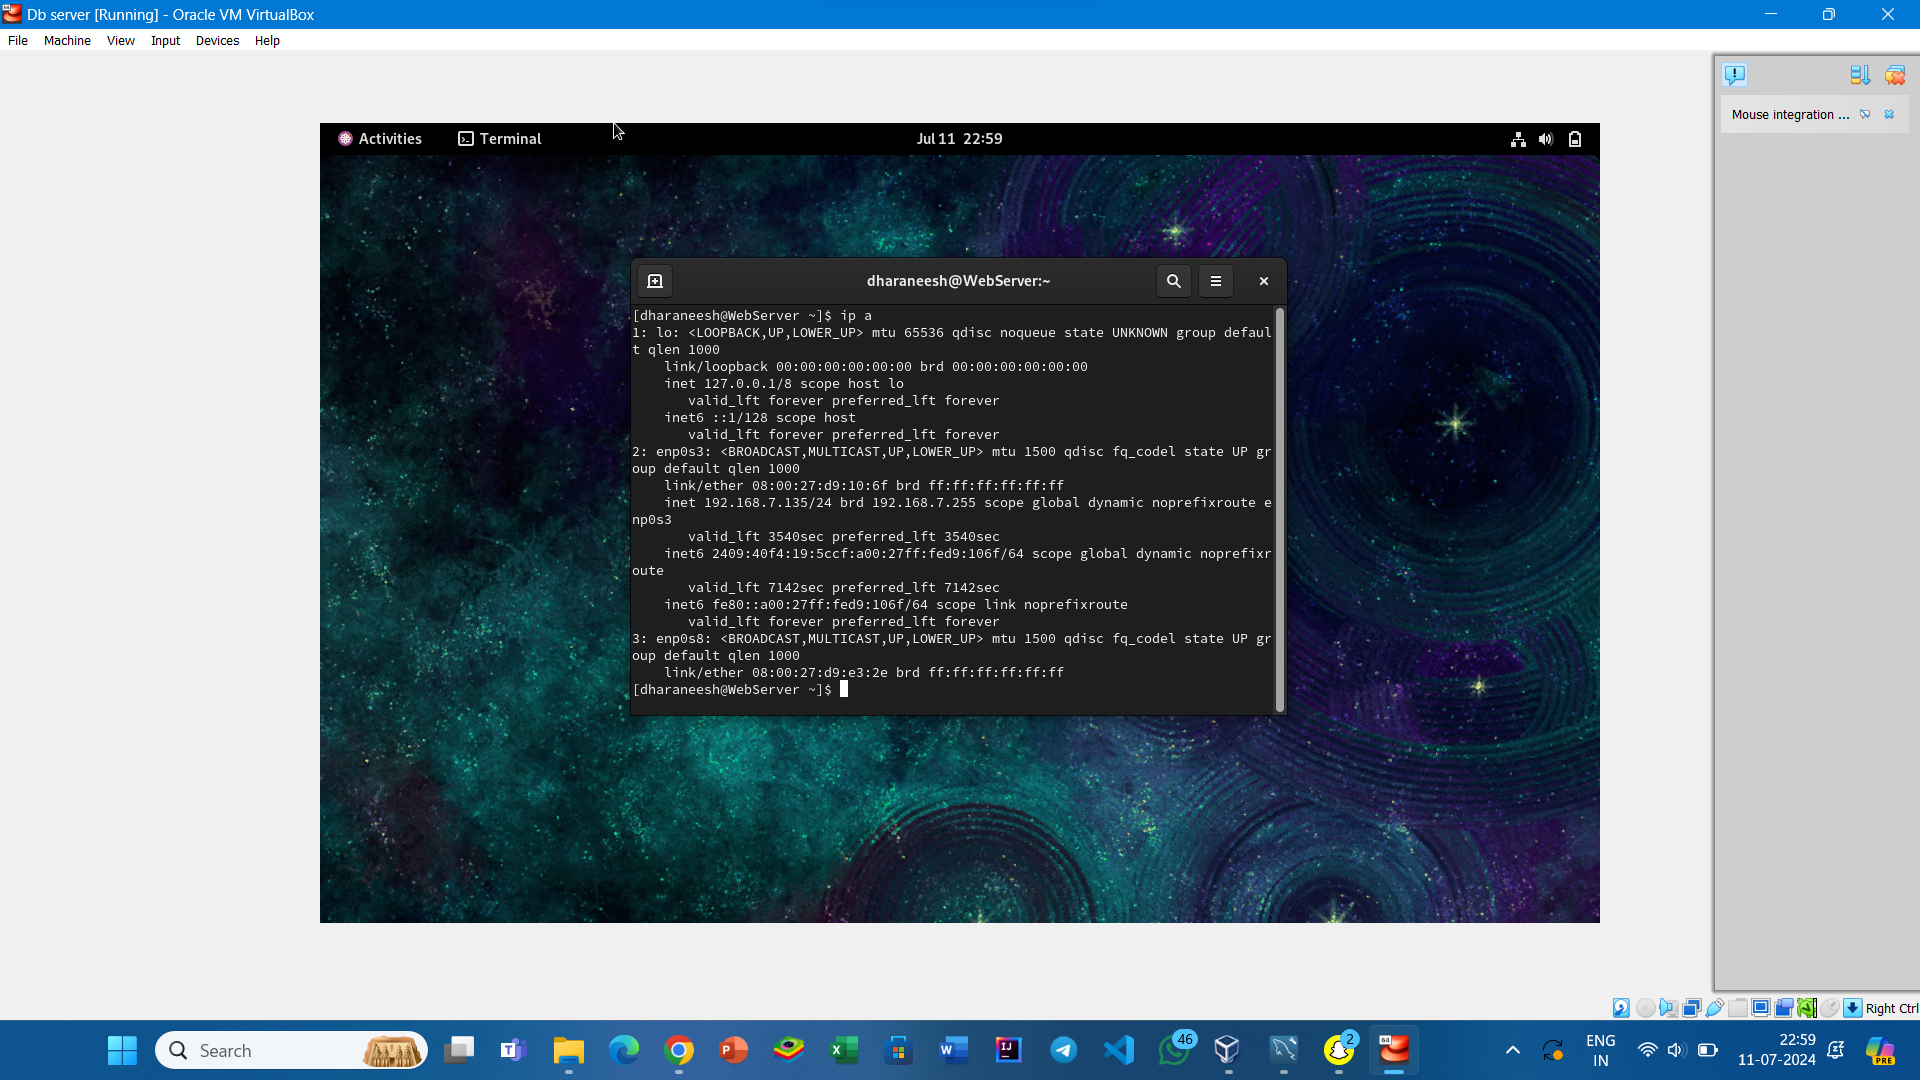 Db server [Running] - Oracle VM VirtualBox
File Machine View Input Devices Help
Mouse integration ...
Activities Terminal Jul 11 22:59
dharaneesh@WebServer:~
[dharaneesh@WebServer ~]$ ip a
1: lo: <LOOPBACK,UP,LOWER_UP> mtu 65536 qdisc noqueue state UNKNOWN group defaul
t qlen 1000
    link/loopback 00:00:00:00:00:00 brd 00:00:00:00:00:00
    inet 127.0.0.1/8 scope host lo
       valid_lft forever preferred_lft forever
    inet6 ::1/128 scope host
       valid_lft forever preferred_lft forever
2: enp0s3: <BROADCAST,MULTICAST,UP,LOWER_UP> mtu 1500 qdisc fq_codel state UP gr
oup default qlen 1000
    link/ether 08:00:27:d9:10:6f brd ff:ff:ff:ff:ff:ff
    inet 192.168.7.135/24 brd 192.168.7.255 scope global dynamic noprefixroute e
np0s3
       valid_lft 3540sec preferred_lft 3540sec
    inet6 2409:40f4:19:5ccf:a00:27ff:fed9:106f/64 scope global dynamic noprefixr
oute
       valid_lft 7142sec preferred_lft 7142sec
    inet6 fe80::a00:27ff:fed9:106f/64 scope link noprefixroute
       valid_lft forever preferred_lft forever
3: enp0s8: <BROADCAST,MULTICAST,UP,LOWER_UP> mtu 1500 qdisc fq_codel state UP gr
oup default qlen 1000
    link/ether 08:00:27:d9:e3:2e brd ff:ff:ff:ff:ff:ff
[dharaneesh@WebServer ~]$
Right Ctrl
Search
46
2
64
ENG
IN
22:59
11-07-2024
PRE